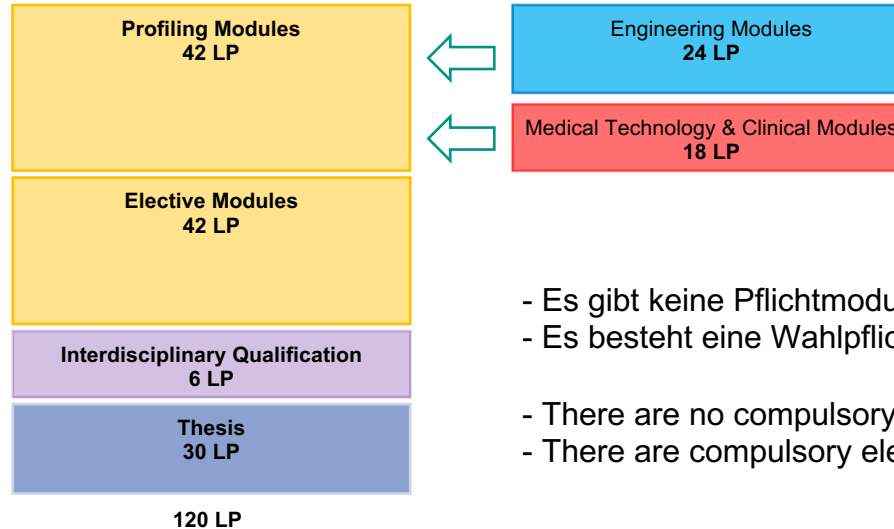 Profiling Modules
42 LP
Engineering Modules
24 LP
Medical Technology & Clinical Modules
18 LP
Elective Modules
42 LP
- Es gibt keine
- Es besteht eine
Interdisciplinary Qualification
6 LP
- There are no compulsory
- There are compulsory
Thesis
30 LP
120 LP